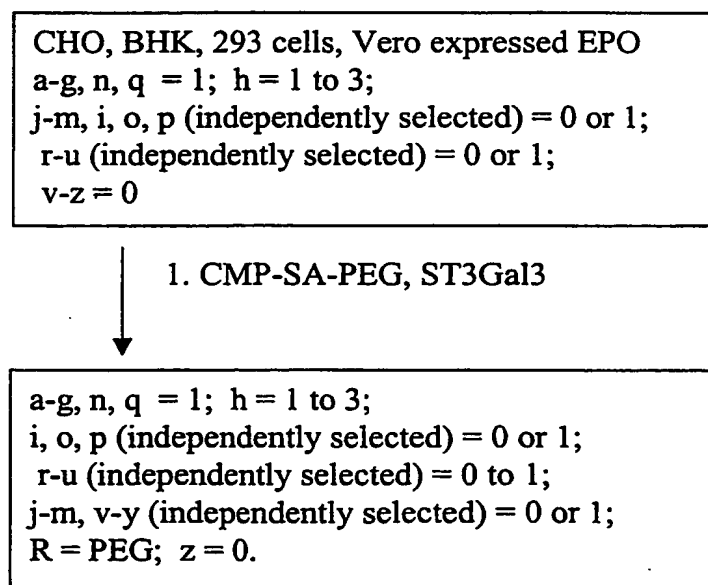 CHO, BHK, 293 cells, Vero expressed EPO
a-g, n, q = 1; h = 1 to 3;
j-m, i, o, p (independently selected) = 0 or 1;
r-u (independently selected) = 0 or 1;
v-z = 0
1. CMP-SA-PEG, ST3Gal3
a-g, n, q = 1; h = 1 to 3;
i, o, p (independently selected) = 0 or 1;
r-u (independently selected) = 0 to 1;
j-m, v-y (independently selected) = 0 or 1;
R = PEG; z = 0.